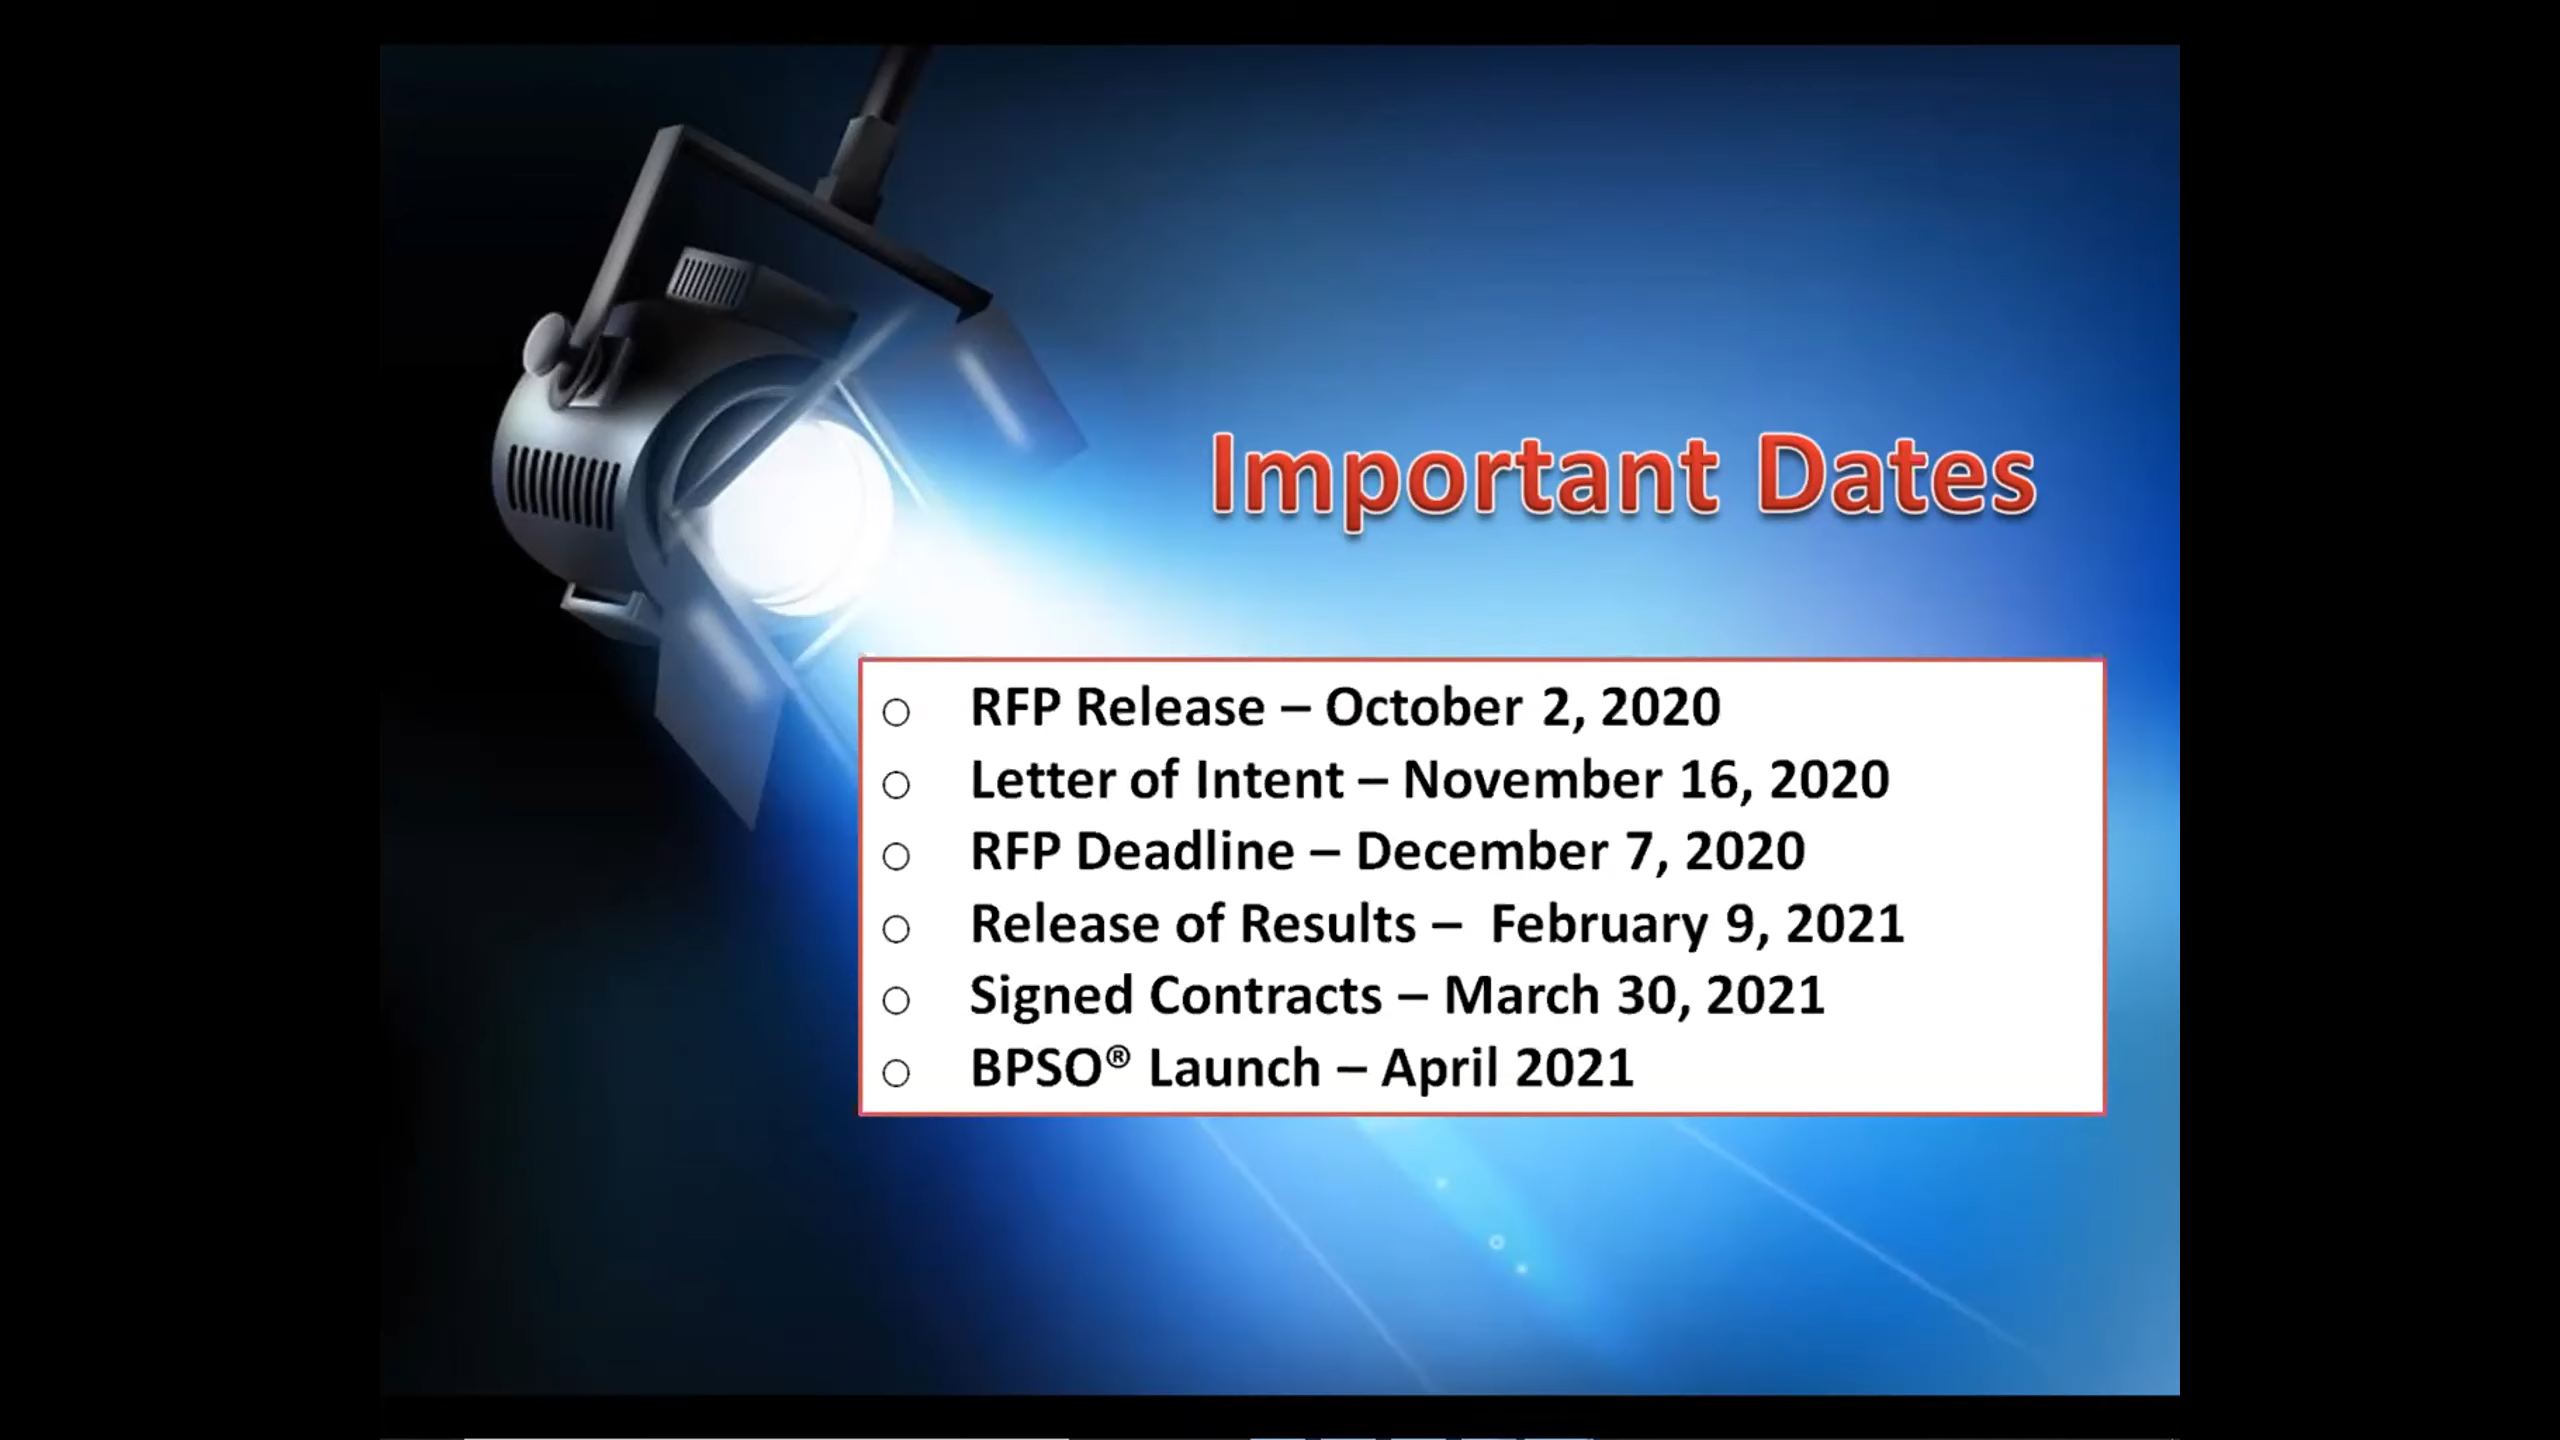 Important Dates
○ RFP Release – October 2, 2020
○ Letter of Intent – November 16, 2020
○ RFP Deadline – December 7, 2020
○ Release of Results –  February 9, 2021
○ Signed Contracts – March 30, 2021
○ BPSO® Launch – April 2021